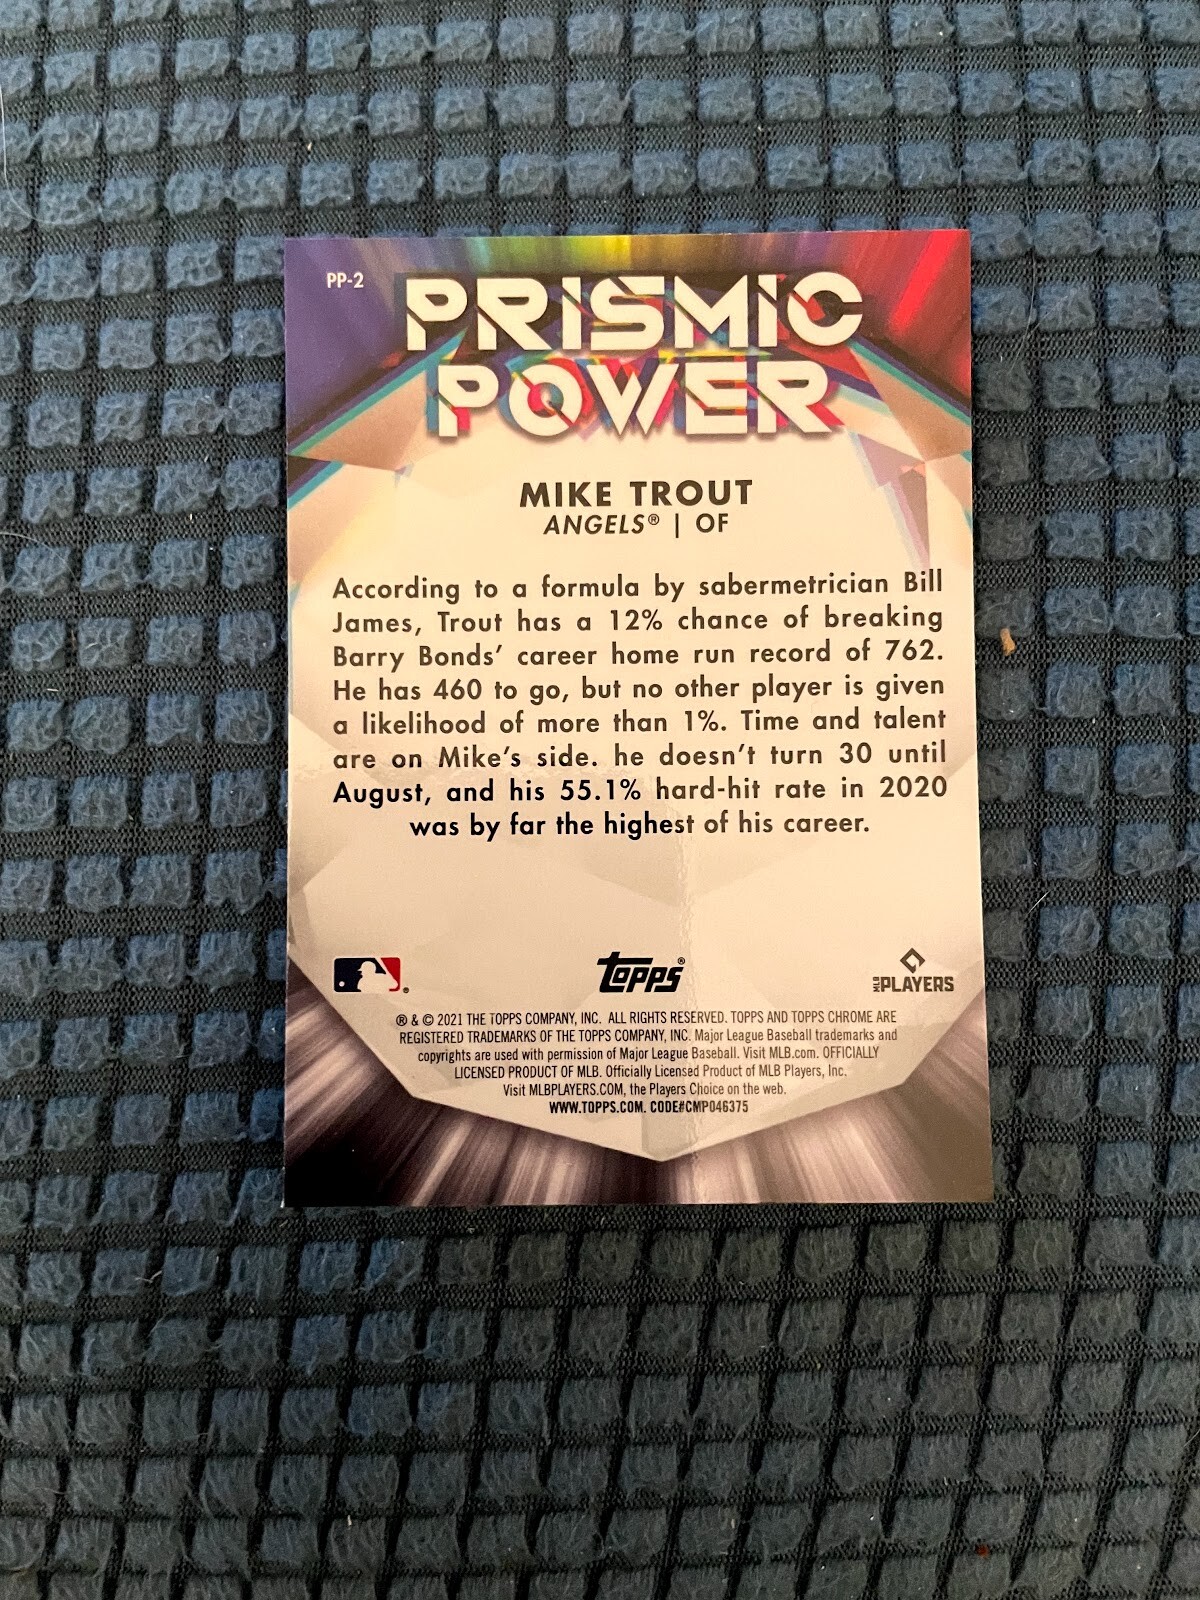 PP-2
PRISMIC
POWER
MIKE TROUT
ANGELS® | OF
According to a formula by sabermetrician Bill
James, Trout has a 12% chance of breaking
Barry Bonds' career home run record of 762.
He has 460 to go, but no other player is given
a likelihood of more than 1%. Time and talent
are on Mike's side. he doesn't turn 30 until
August, and his 55.1% hard-hit rate in 2020
was by far the highest of his career.
®
Topps®
MLB PLAYERS
® & © 2021 THE TOPPS COMPANY, INC. ALL RIGHTS RESERVED. TOPPS AND TOPPS CHROME ARE
REGISTERED TRADEMARKS OF THE TOPPS COMPANY, INC. Major League Baseball trademarks and
copyrights are used with permission of Major League Baseball. Visit MLB.com. OFFICIALLY
LICENSED PRODUCT OF MLB. Officially Licensed Product of MLB Players, Inc.
Visit MLBPLAYERS.COM, the Players Choice on the web.
WWW.TOPPS.COM. CODE#CMP046375